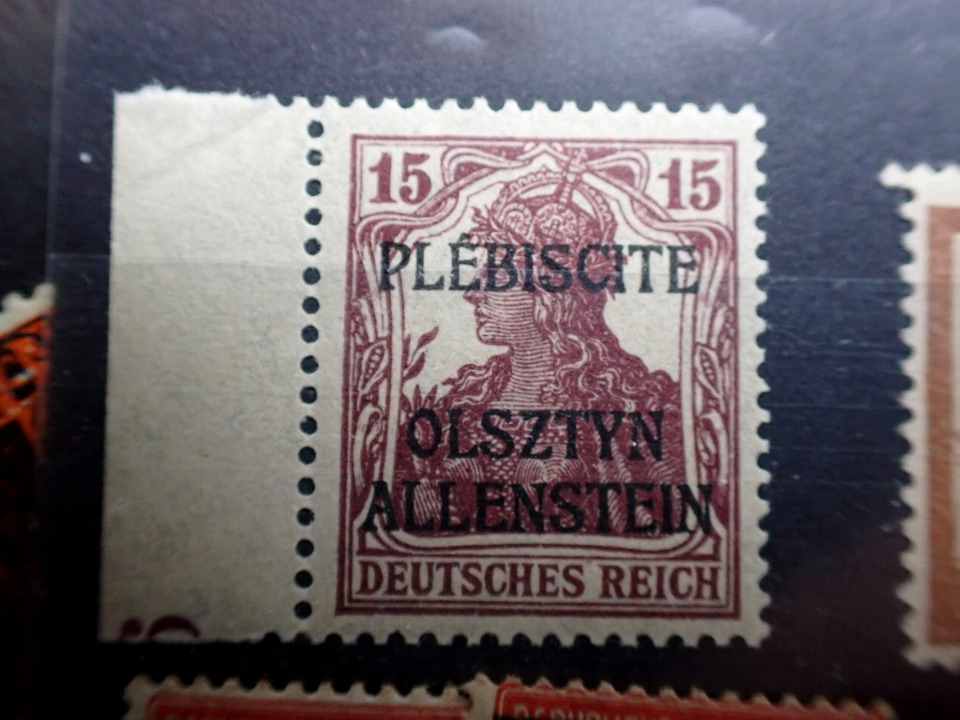 15 15
PLÉBISCITE
OLSZTYN
ALLENSTEIN
DEUTSCHES REICH